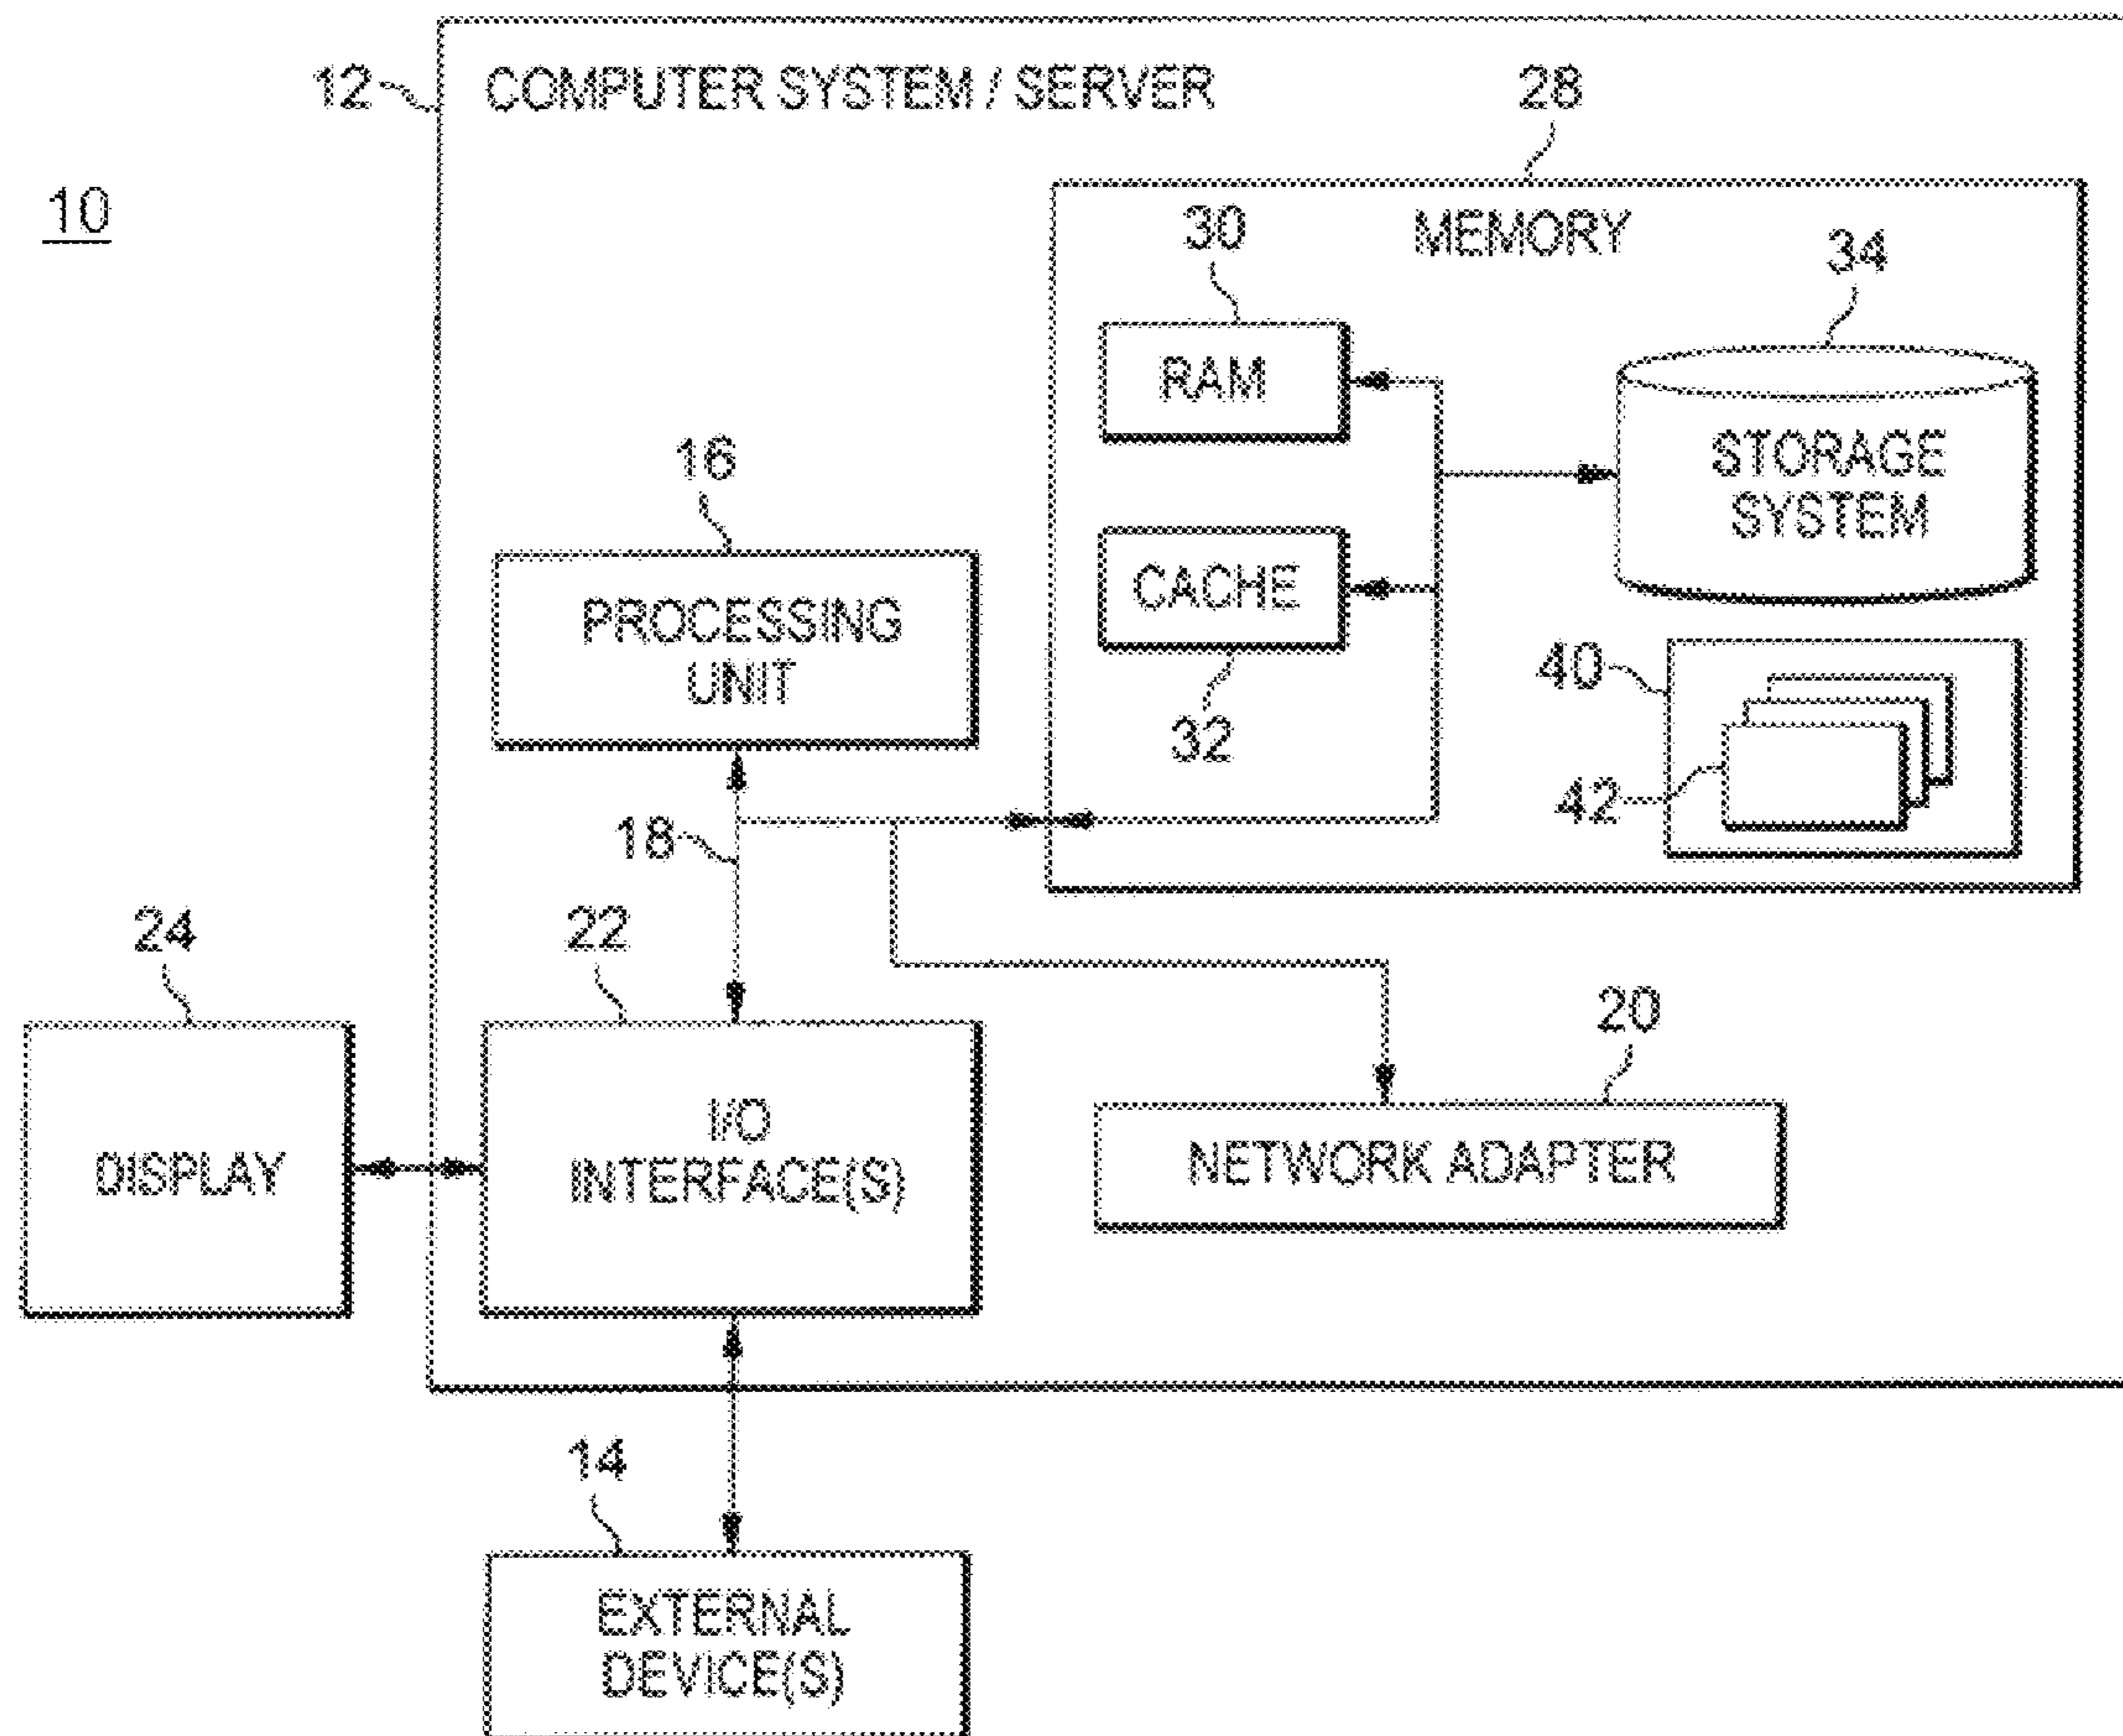 12
COMPUTER SYSTEM / SERVER
28
10
30
MEMORY
34
RAM
16
STORAGE
SYSTEM
CACHE
PROCESSING
UNIT
40
32
42
18
24
22
20
I/O
INTERFACE(S)
DISPLAY
NETWORK ADAPTER
14
EXTERNAL
DEVICE(S)